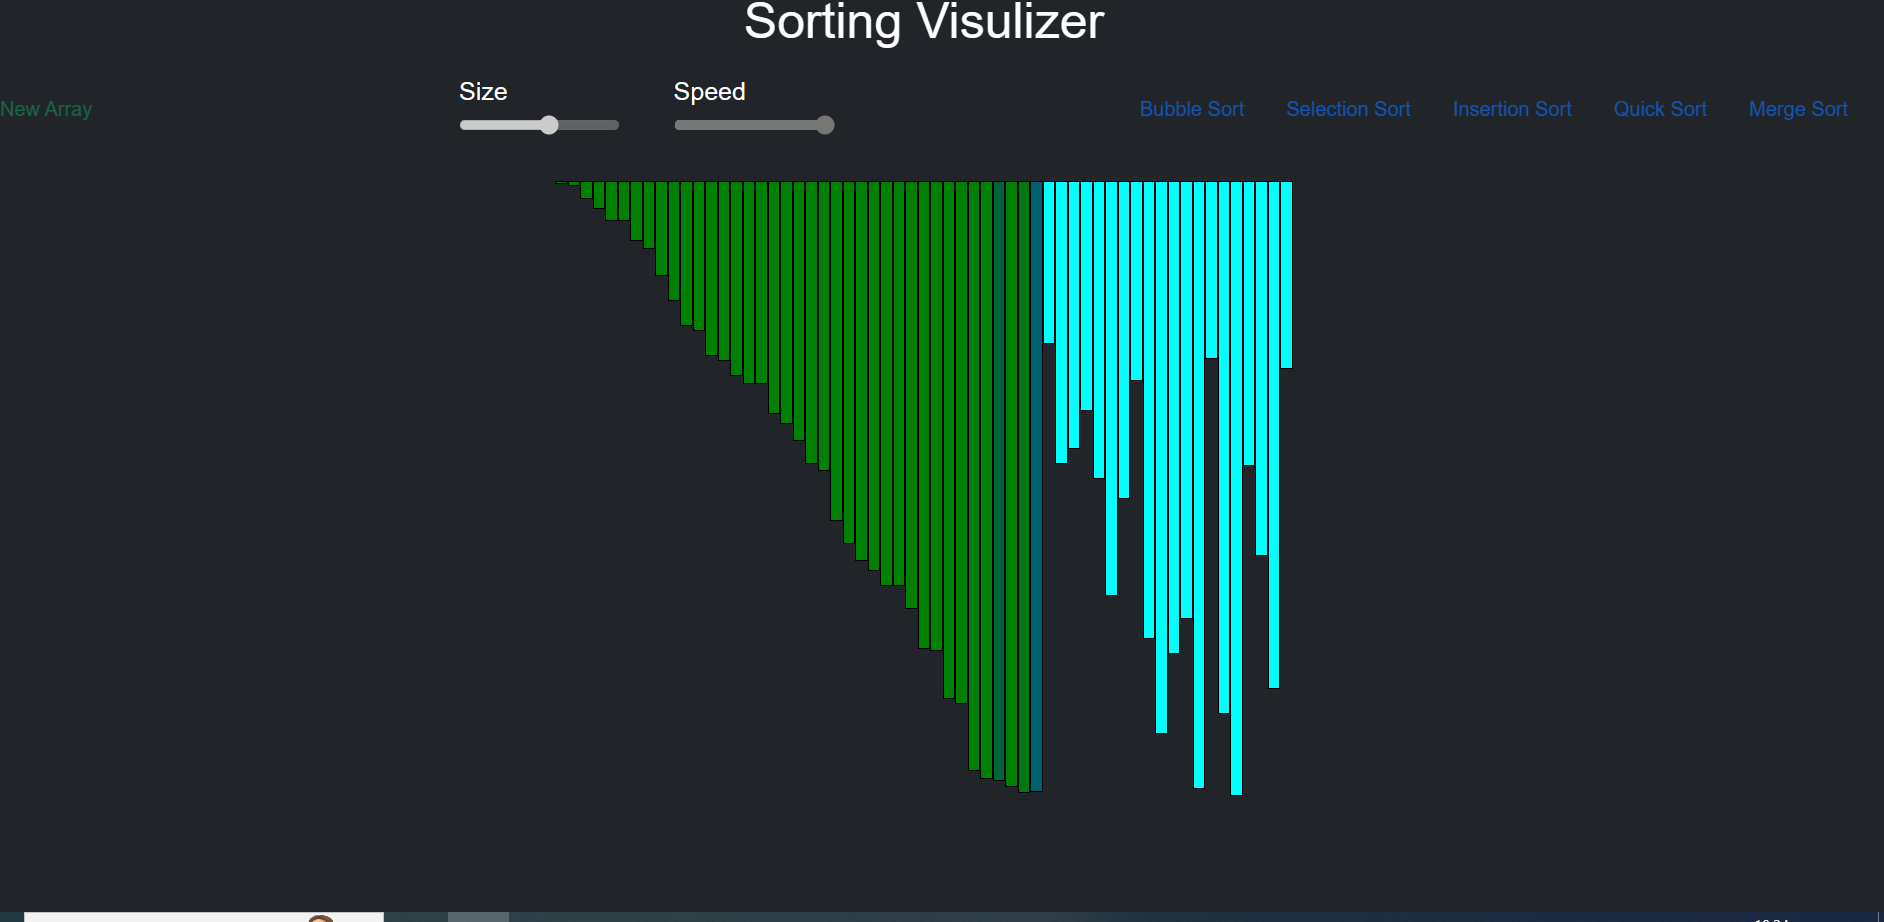 Sorting Visulizer
Size
Speed
New Array
Bubble Sort
Selection Sort
Insertion Sort
Quick Sort
Merge Sort